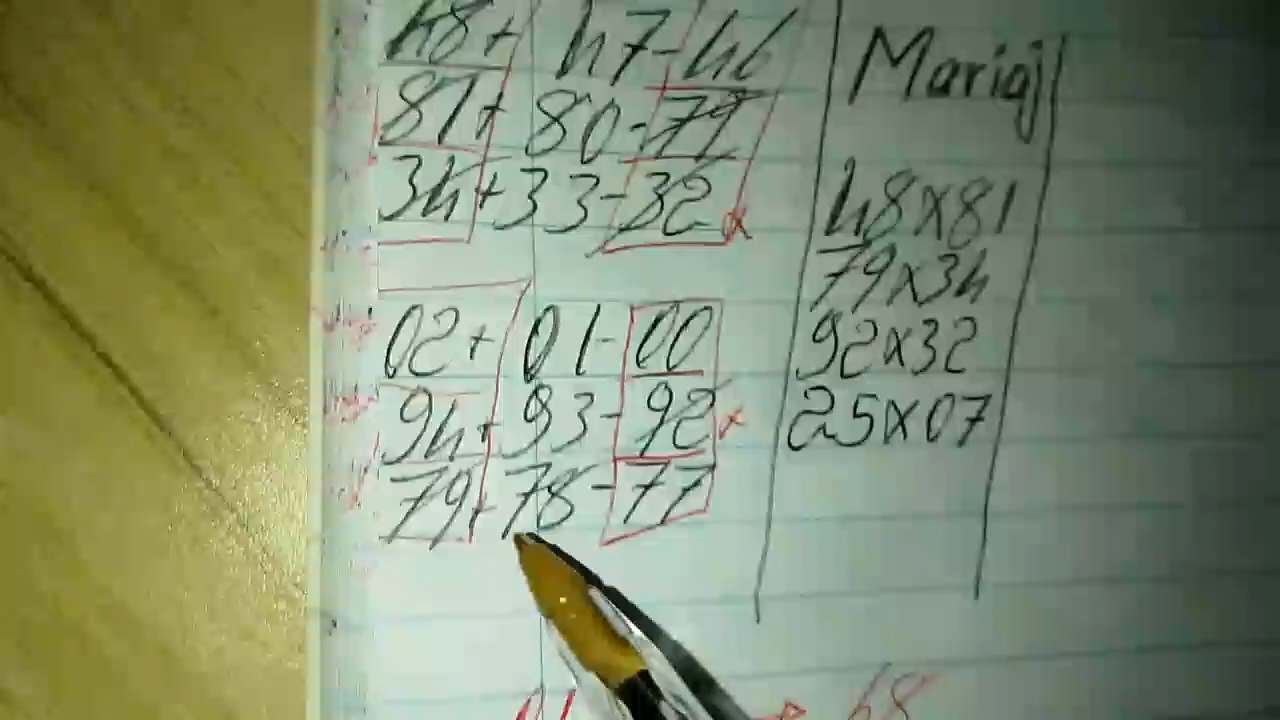 48+ 47-46
81+ 80-79
34+33-32 x
02+ 01-00
94+ 93-92 x
79+78-77
Mariaj
48x81
79x34
92x32
25x07
68